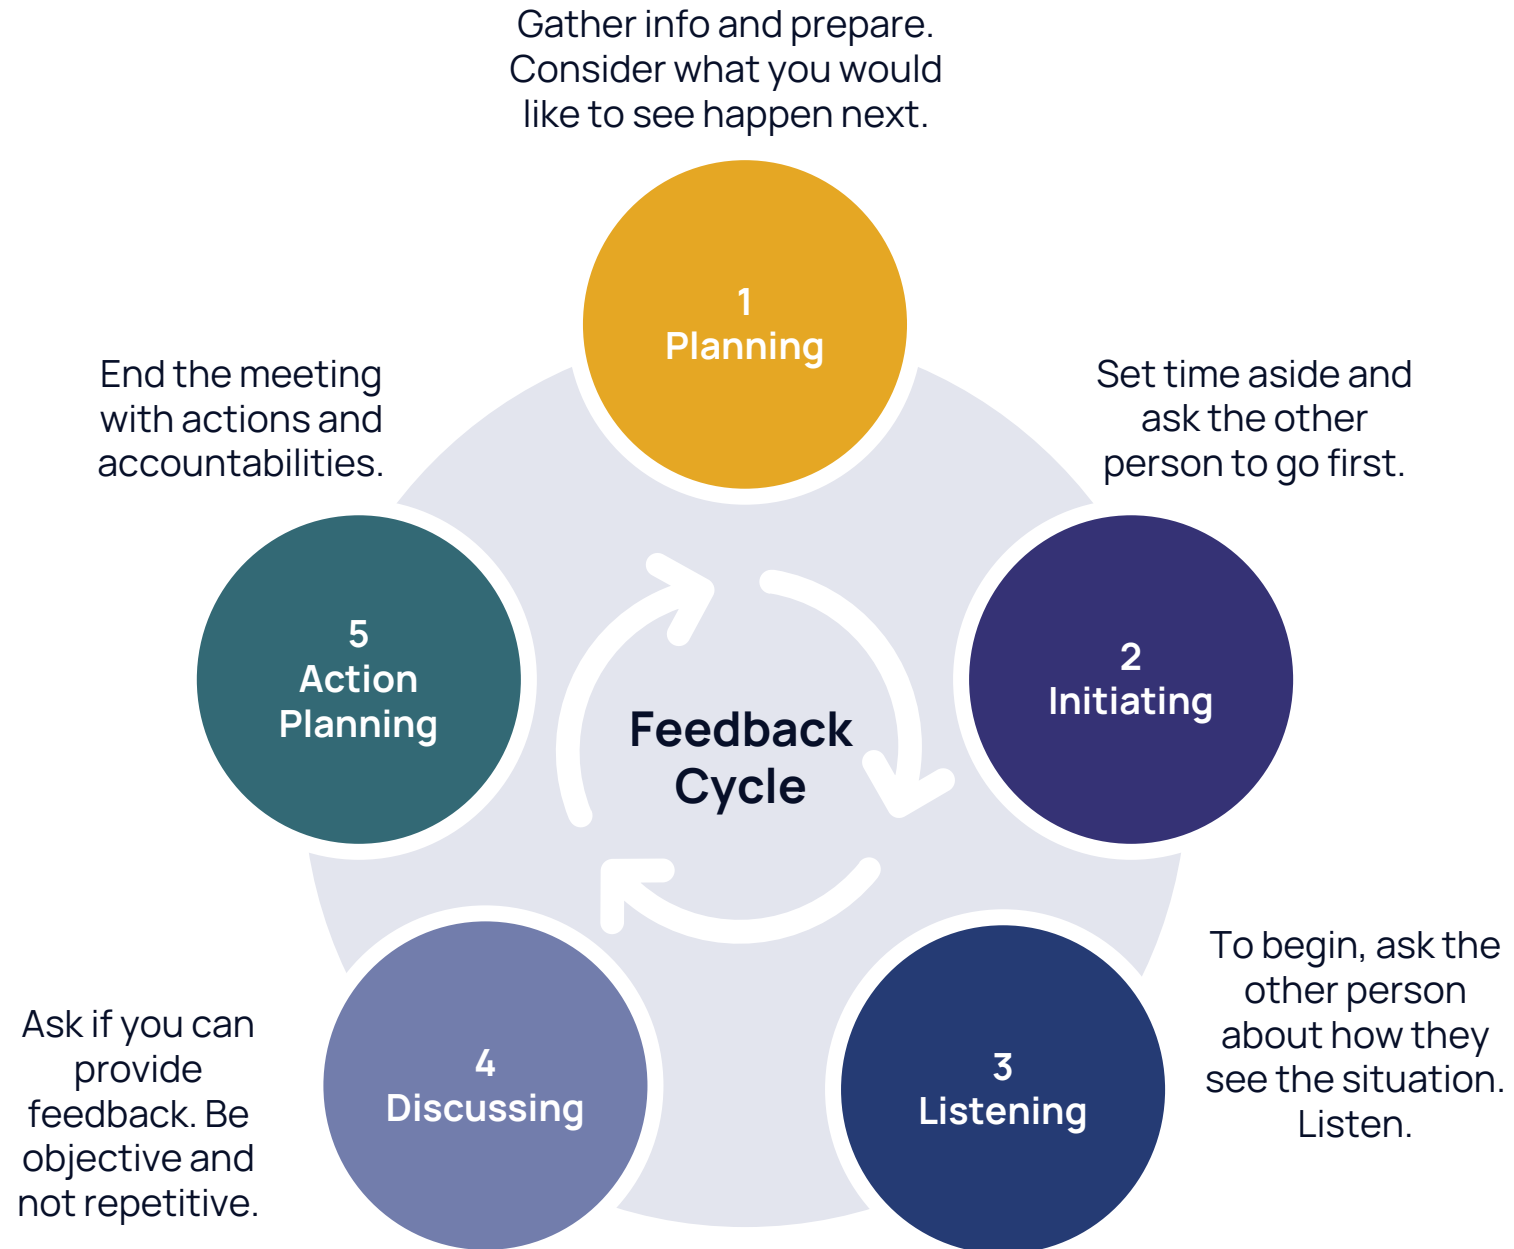 Gather info and prepare.
Consider what you would
like to see happen next.
1
Planning
Set time aside and
ask the other
person to go first.
2
Initiating
To begin, ask the
other person
about how they
see the situation.
Listen.
3
Listening
Ask if you can
provide
feedback. Be
objective and
not repetitive.
4
Discussing
End the meeting
with actions and
accountabilities.
5
Action
Planning
Feedback
Cycle